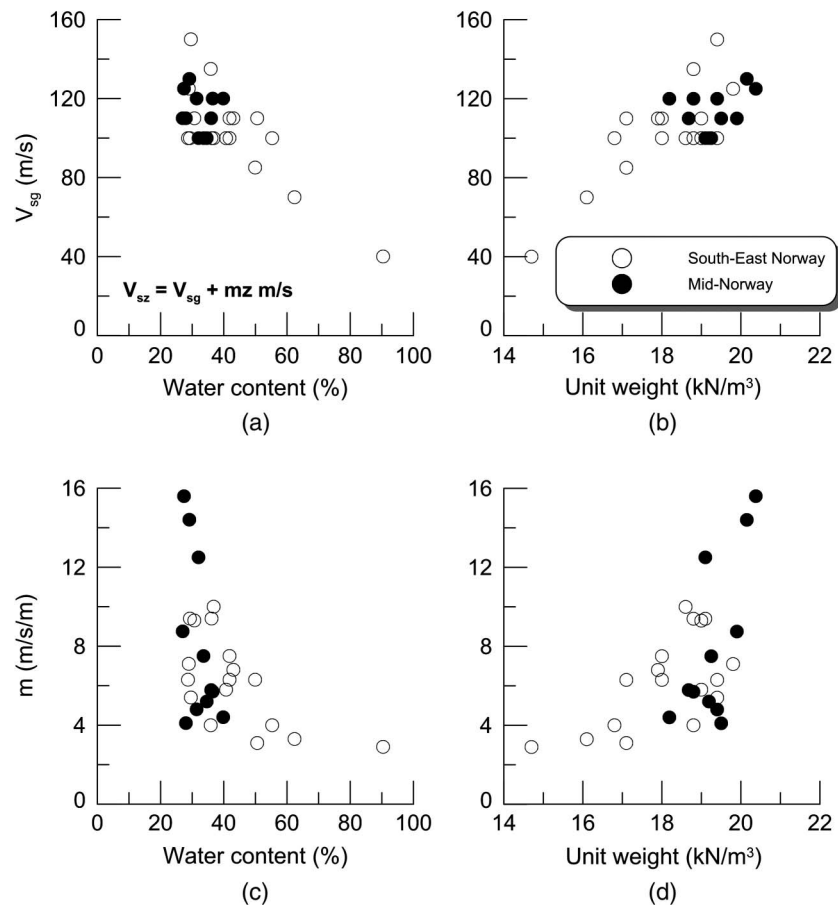 160
120
80
40
0
V_sg (m/s)
V_sz = V_sg + mz m/s
0 20 40 60 80 100
Water content (%)
(a)
160
120
80
40
0
South-East Norway
Mid-Norway
14 16 18 20 22
Unit weight (kN/m³)
(b)
16
12
8
4
0
m (m/s/m)
0 20 40 60 80 100
Water content (%)
(c)
16
12
8
4
0
14 16 18 20 22
Unit weight (kN/m³)
(d)